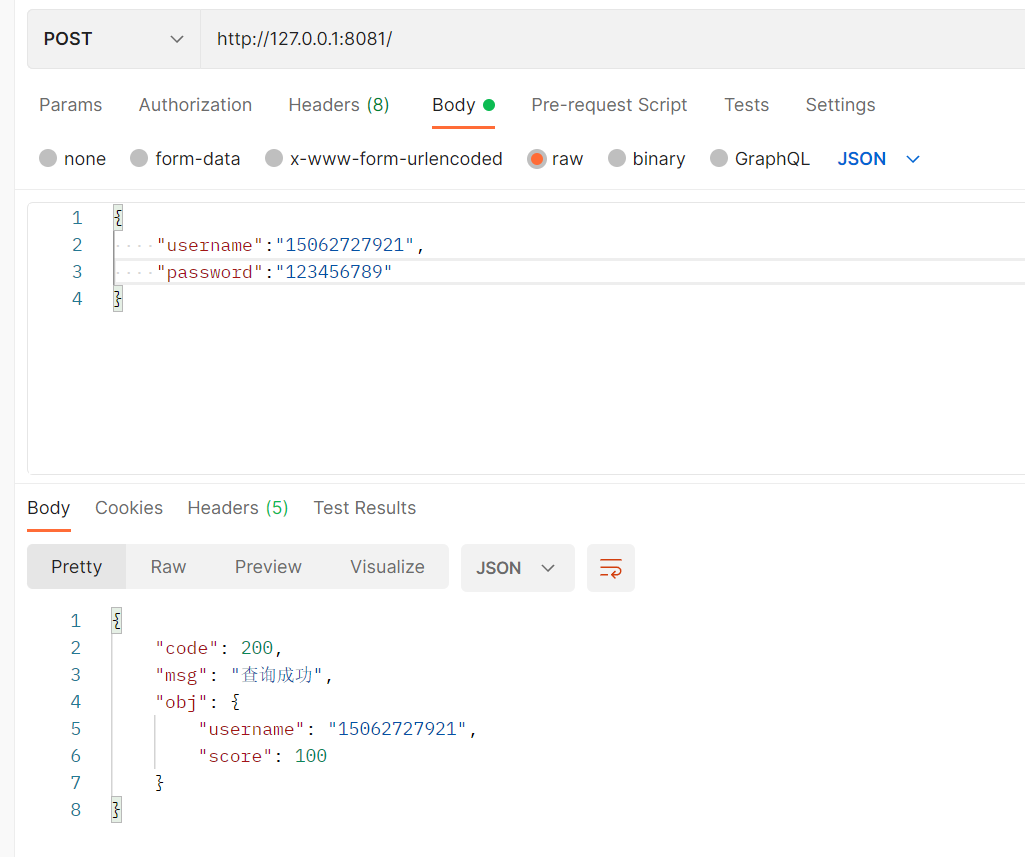 POST http://127.0.0.1:8081/
Params Authorization Headers (8) Body Pre-request Script Tests Settings
none form-data x-www-form-urlencoded raw binary GraphQL JSON
1 {
2 "username":"15062727921",
3 "password":"123456789"
4 }
Body Cookies Headers (5) Test Results
Pretty Raw Preview Visualize JSON
1 {
2 "code": 200,
3 "msg": "查询成功",
4 "obj": {
5 "username": "15062727921",
6 "score": 100
7 }
8 }